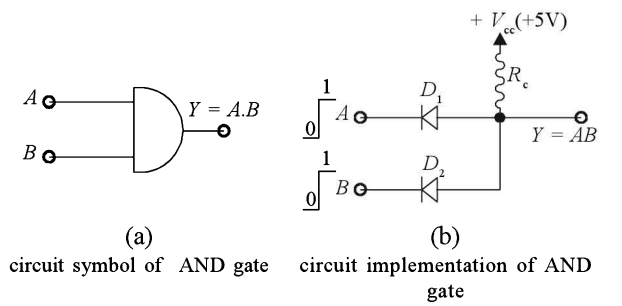 + Vcc(+5V)
Rc
A
B
Y = A.B
1
0
A
D1
Y = AB
1
0
B
D2
(a)
circuit symbol of AND gate
(b)
circuit implementation of AND
gate